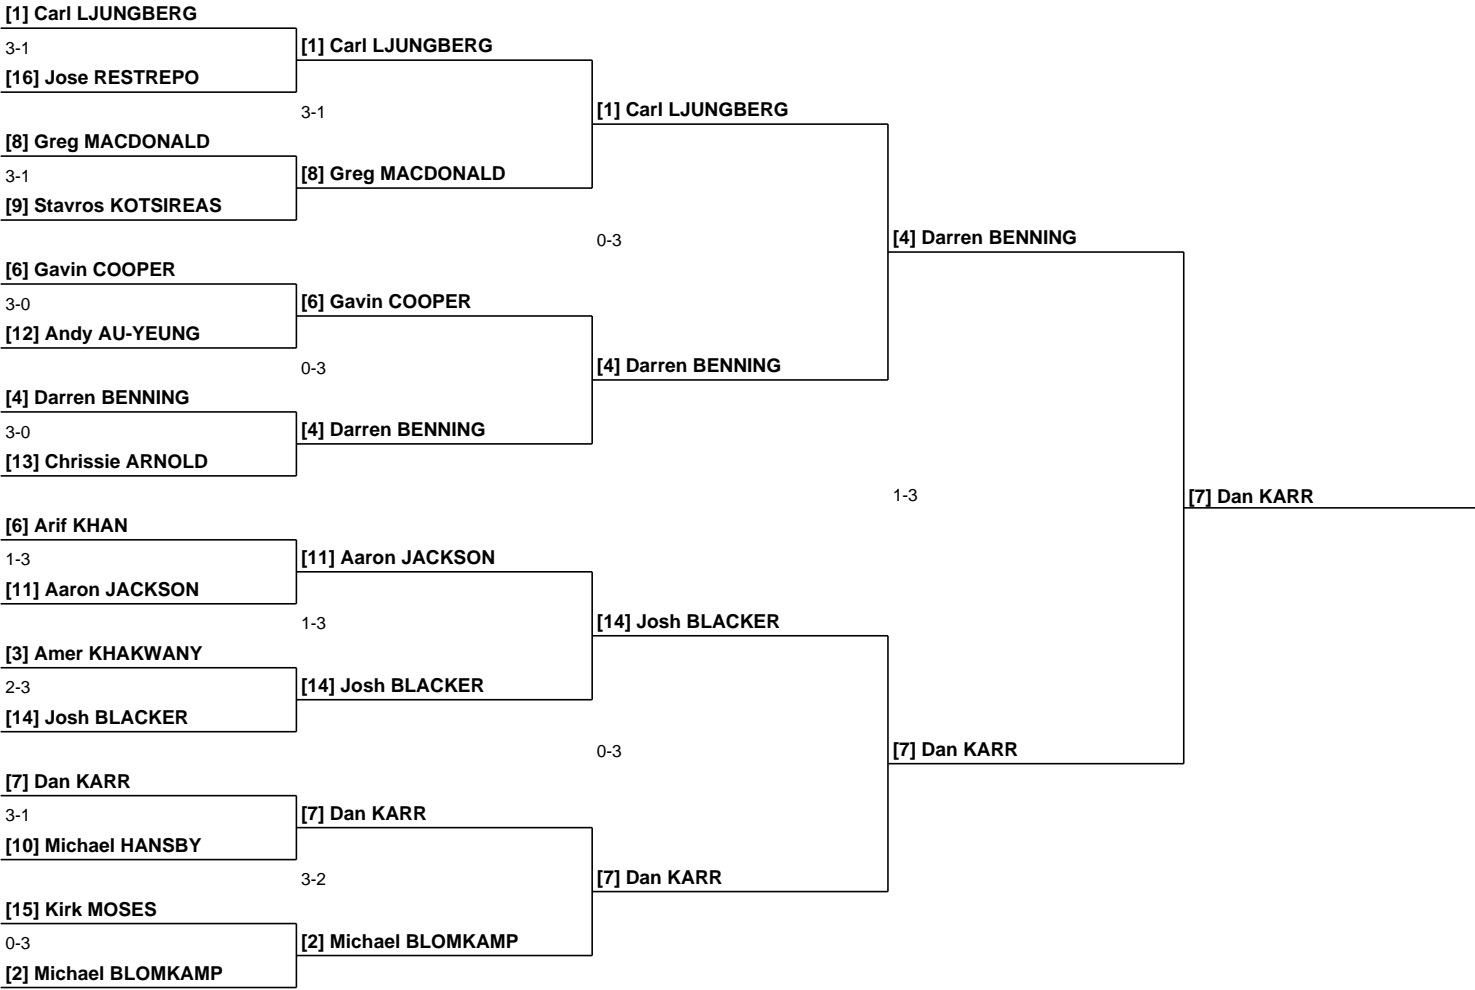 [1] Carl LJUNGBERG
3-1
[16] Jose RESTREPO
[8] Greg MACDONALD
3-1
[9] Stavros KOTSIREAS
[6] Gavin COOPER
3-0
[12] Andy AU-YEUNG
[4] Darren BENNING
3-0
[13] Chrissie ARNOLD
[6] Arif KHAN
1-3
[11] Aaron JACKSON
[3] Amer KHAKWANY
2-3
[14] Josh BLACKER
[7] Dan KARR
3-1
[10] Michael HANSBY
[15] Kirk MOSES
0-3
[2] Michael BLOMKAMP
[1] Carl LJUNGBERG
3-1
[8] Greg MACDONALD
[6] Gavin COOPER
0-3
[4] Darren BENNING
[11] Aaron JACKSON
1-3
[14] Josh BLACKER
[7] Dan KARR
3-2
[2] Michael BLOMKAMP
[1] Carl LJUNGBERG
0-3
[4] Darren BENNING
[14] Josh BLACKER
0-3
[7] Dan KARR
[4] Darren BENNING
1-3
[7] Dan KARR
[7] Dan KARR